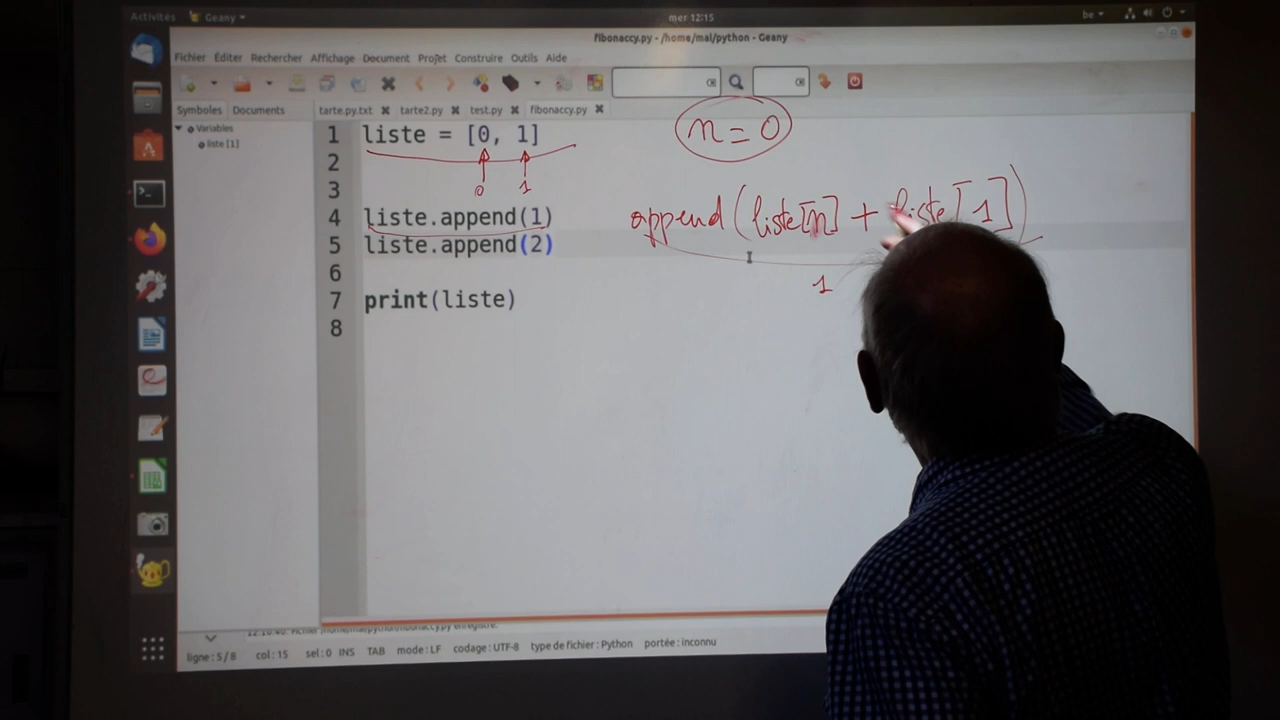 Activités Geany mer 12:15 be
fibonaccy.py - /home/mal/python - Geany
Fichier Éditer Rechercher Affichage Document Projet Construire Outils Aide
Symboles Documents tarte.py.txt tarte2.py test.py fibonaccy.py
Variables
liste [1]
1 liste = [0, 1]
2
3
4 liste.append(1)
5 liste.append(2)
6
7 print(liste)
8
n = 0
0 1
append (liste[n] + liste[1])
1
ligne : 5 / 8 col : 15 sel : 0 INS TAB mode : LF codage : UTF-8 type de fichier : Python portée : inconnu